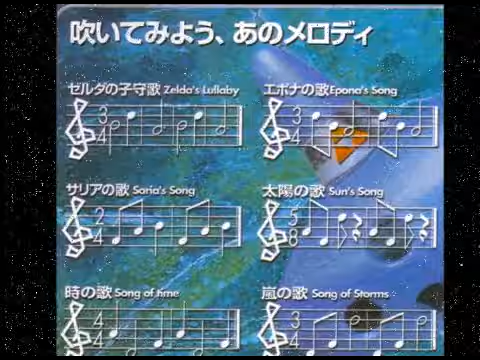 吹いてみよう、あのメロディ
ゼルダの子守歌 Zelda's Lullaby
エポナの歌 Epona's Song
サリアの歌 Saria's Song
太陽の歌 Sun's Song
時の歌 Song of time
嵐の歌 Song of Storms